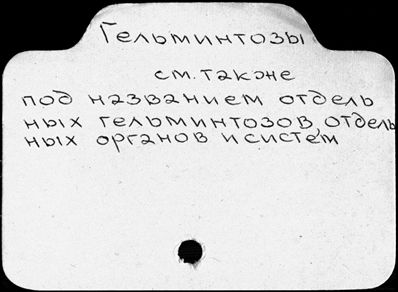 Гельминтозы
см. также
под названием отдель
ных гельминтозов, отдель
ных органов и систем